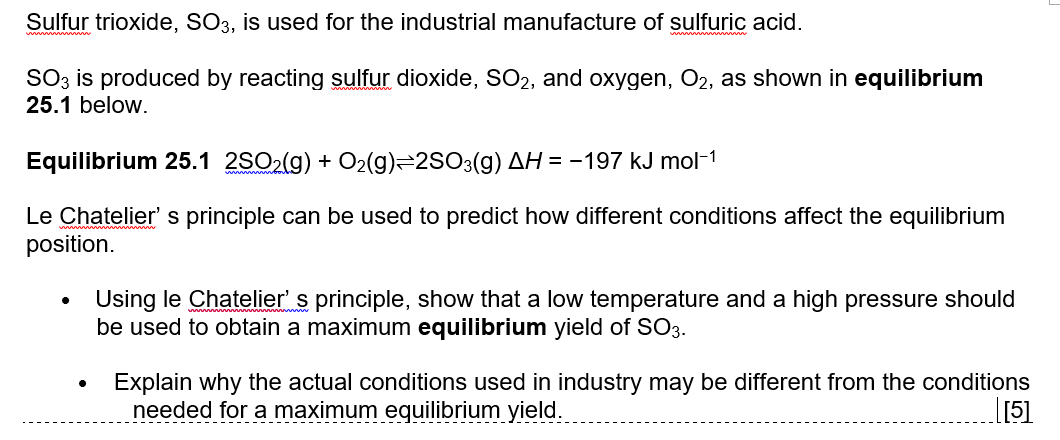 Sulfur trioxide, SO₃, is used for the industrial manufacture of sulfuric acid.
SO₃ is produced by reacting sulfur dioxide, SO₂, and oxygen, O₂, as shown in equilibrium
25.1 below.
Equilibrium 25.1 2SO₂(g) + O₂(g)⇌2SO₃(g) ΔH = −197 kJ mol⁻¹
Le Chatelier’ s principle can be used to predict how different conditions affect the equilibrium
position.
• Using le Chatelier’ s principle, show that a low temperature and a high pressure should
be used to obtain a maximum equilibrium yield of SO₃.
• Explain why the actual conditions used in industry may be different from the conditions
needed for a maximum equilibrium yield. [5]